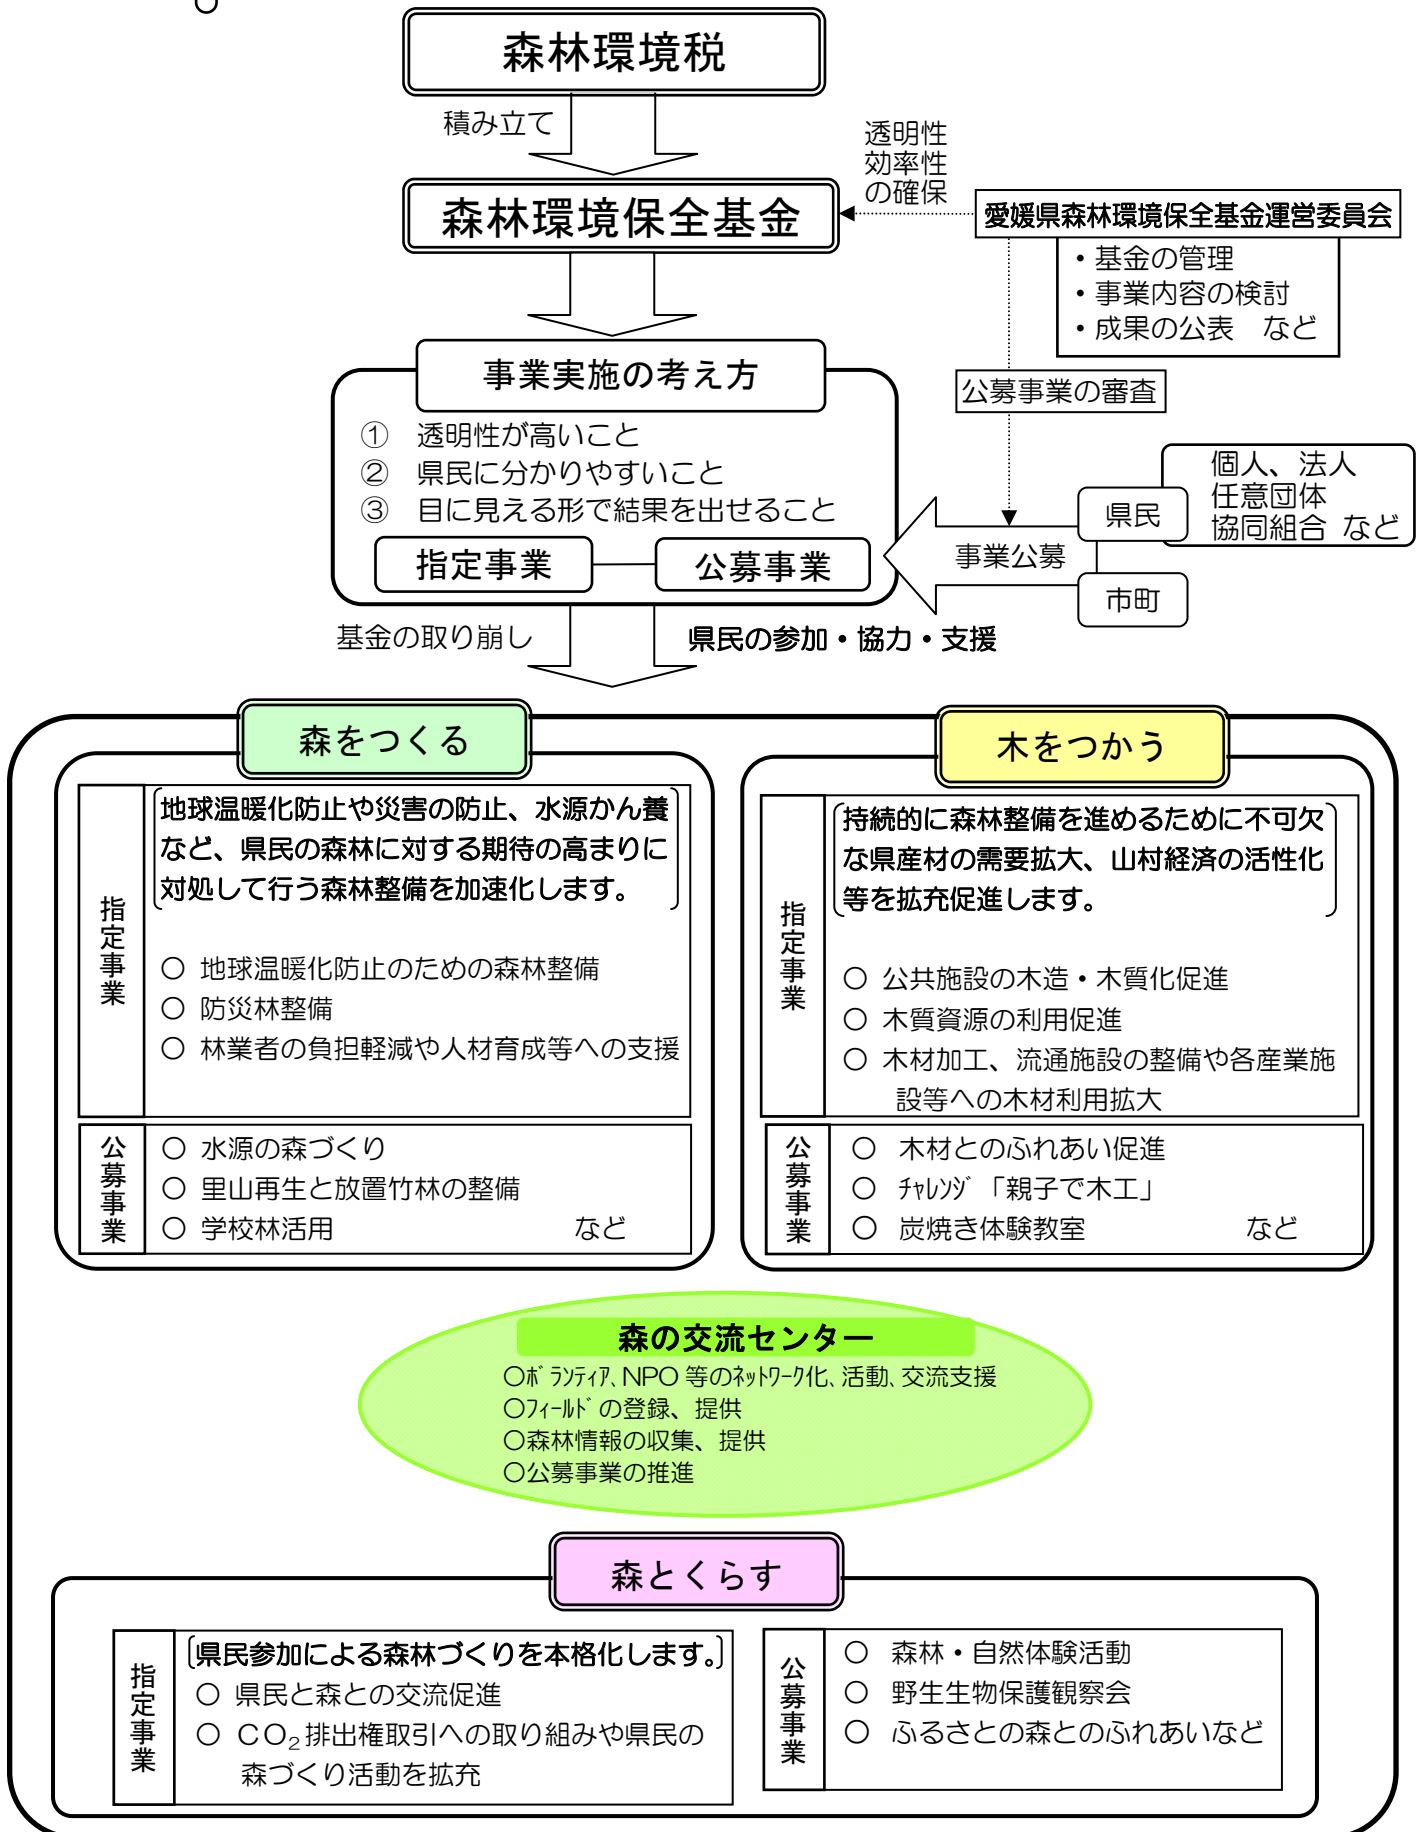 森林環境税
積み立て
透明性
効率性
の確保
森林環境保全基金
愛媛県森林環境保全基金運営委員会
・基金の管理
・事業内容の検討
・成果の公表　など
事業実施の考え方
公募事業の審査
①　透明性が高いこと
②　県民に分かりやすいこと
③　目に見える形で結果を出せること
指定事業
公募事業
事業公募
県民
個人、法人
任意団体
協同組合 など
市町
基金の取り崩し
県民の参加・協力・支援
森をつくる
指定事業
地球温暖化防止や災害の防止、水源かん養
など、県民の森林に対する期待の高まりに
対処して行う森林整備を加速化します。
○ 地球温暖化防止のための森林整備
○ 防災林整備
○ 林業者の負担軽減や人材育成等への支援
公募事業
○ 水源の森づくり
○ 里山再生と放置竹林の整備
○ 学校林活用　　　　　など
木をつかう
指定事業
持続的に森林整備を進めるために不可欠
な県産材の需要拡大、山村経済の活性化
等を拡充促進します。
○ 公共施設の木造・木質化促進
○ 木質資源の利用促進
○ 木材加工、流通施設の整備や各産業施
設等への木材利用拡大
公募事業
○ 木材とのふれあい促進
○ ﾁｬﾚﾝｼﾞ「親子で木工」
○ 炭焼き体験教室　　　　　など
森の交流センター
○ﾎﾞﾗﾝﾃｨｱ、NPO 等のﾈｯﾄﾜｰｸ化、活動、交流支援
○ﾌｨｰﾙﾄﾞの登録、提供
○森林情報の収集、提供
○公募事業の推進
森とくらす
指定事業
県民参加による森林づくりを本格化します。
○ 県民と森との交流促進
○ ＣＯ₂排出権取引への取り組みや県民の
森づくり活動を拡充
公募事業
○ 森林・自然体験活動
○ 野生生物保護観察会
○ ふるさとの森とのふれあいなど